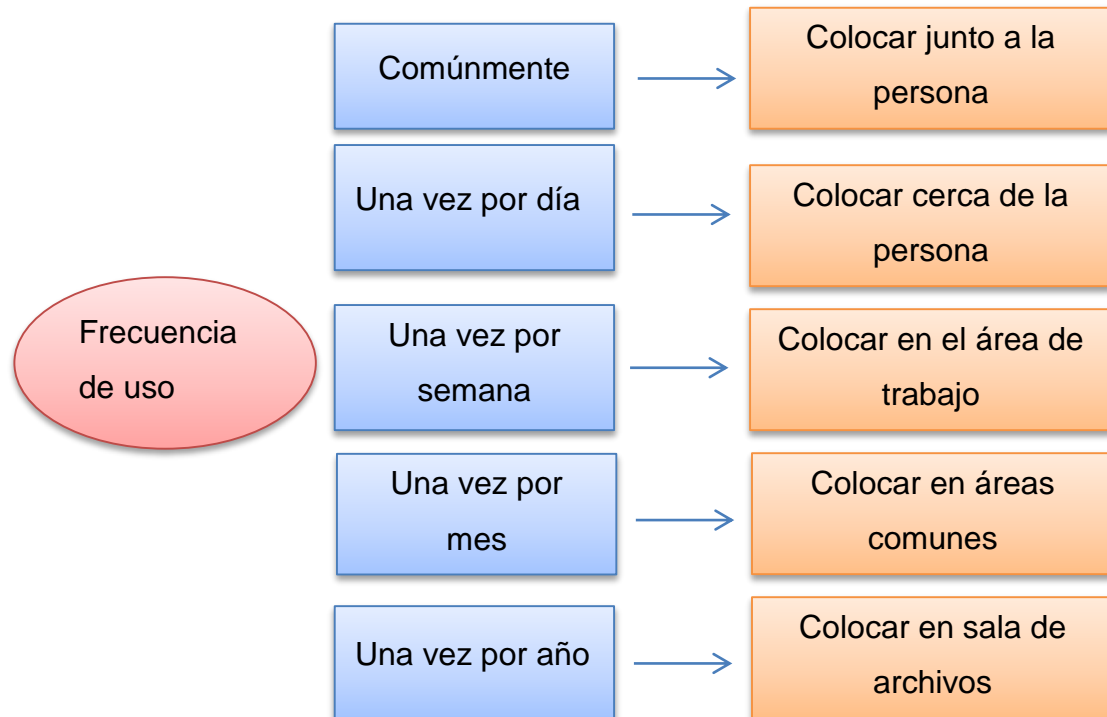 Comúnmente
Colocar junto a la
persona
Una vez por día
Colocar cerca de la
persona
Frecuencia
de uso
Una vez por
semana
Colocar en el área de
trabajo
Una vez por
mes
Colocar en áreas
comunes
Una vez por año
Colocar en sala de
archivos